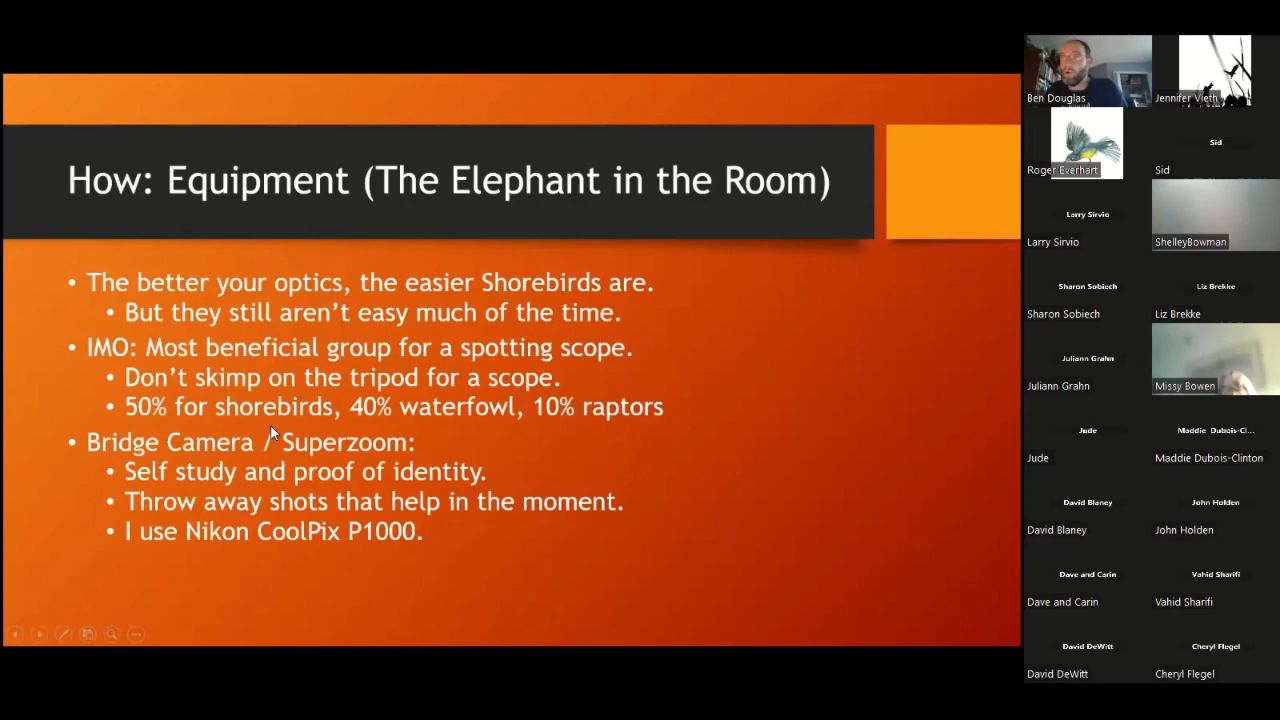 How: Equipment (The Elephant in the Room)
• The better your optics, the easier Shorebirds are.
• But they still aren't easy much of the time.
• IMO: Most beneficial group for a spotting scope.
• Don't skimp on the tripod for a scope.
• 50% for shorebirds, 40% waterfowl, 10% raptors
• Bridge Camera / Superzoom:
• Self study and proof of identity.
• Throw away shots that help in the moment.
• I use Nikon CoolPix P1000.
Ben Douglas
Jennifer Vieth
Roger Everhart
Sid
Sid
Larry Sirvio
Larry Sirvio
ShelleyBowman
Sharon Sobiech
Sharon Sobiech
Liz Brekke
Liz Brekke
Juliann Grahn
Juliann Grahn
Missy Bowen
Jude
Jude
Maddie Dubois-Cl...
Maddie Dubois-Clinton
David Blaney
David Blaney
John Holden
John Holden
Dave and Carin
Dave and Carin
Vahid Sharifi
Vahid Sharifi
David DeWitt
David DeWitt
Cheryl Flegel
Cheryl Flegel